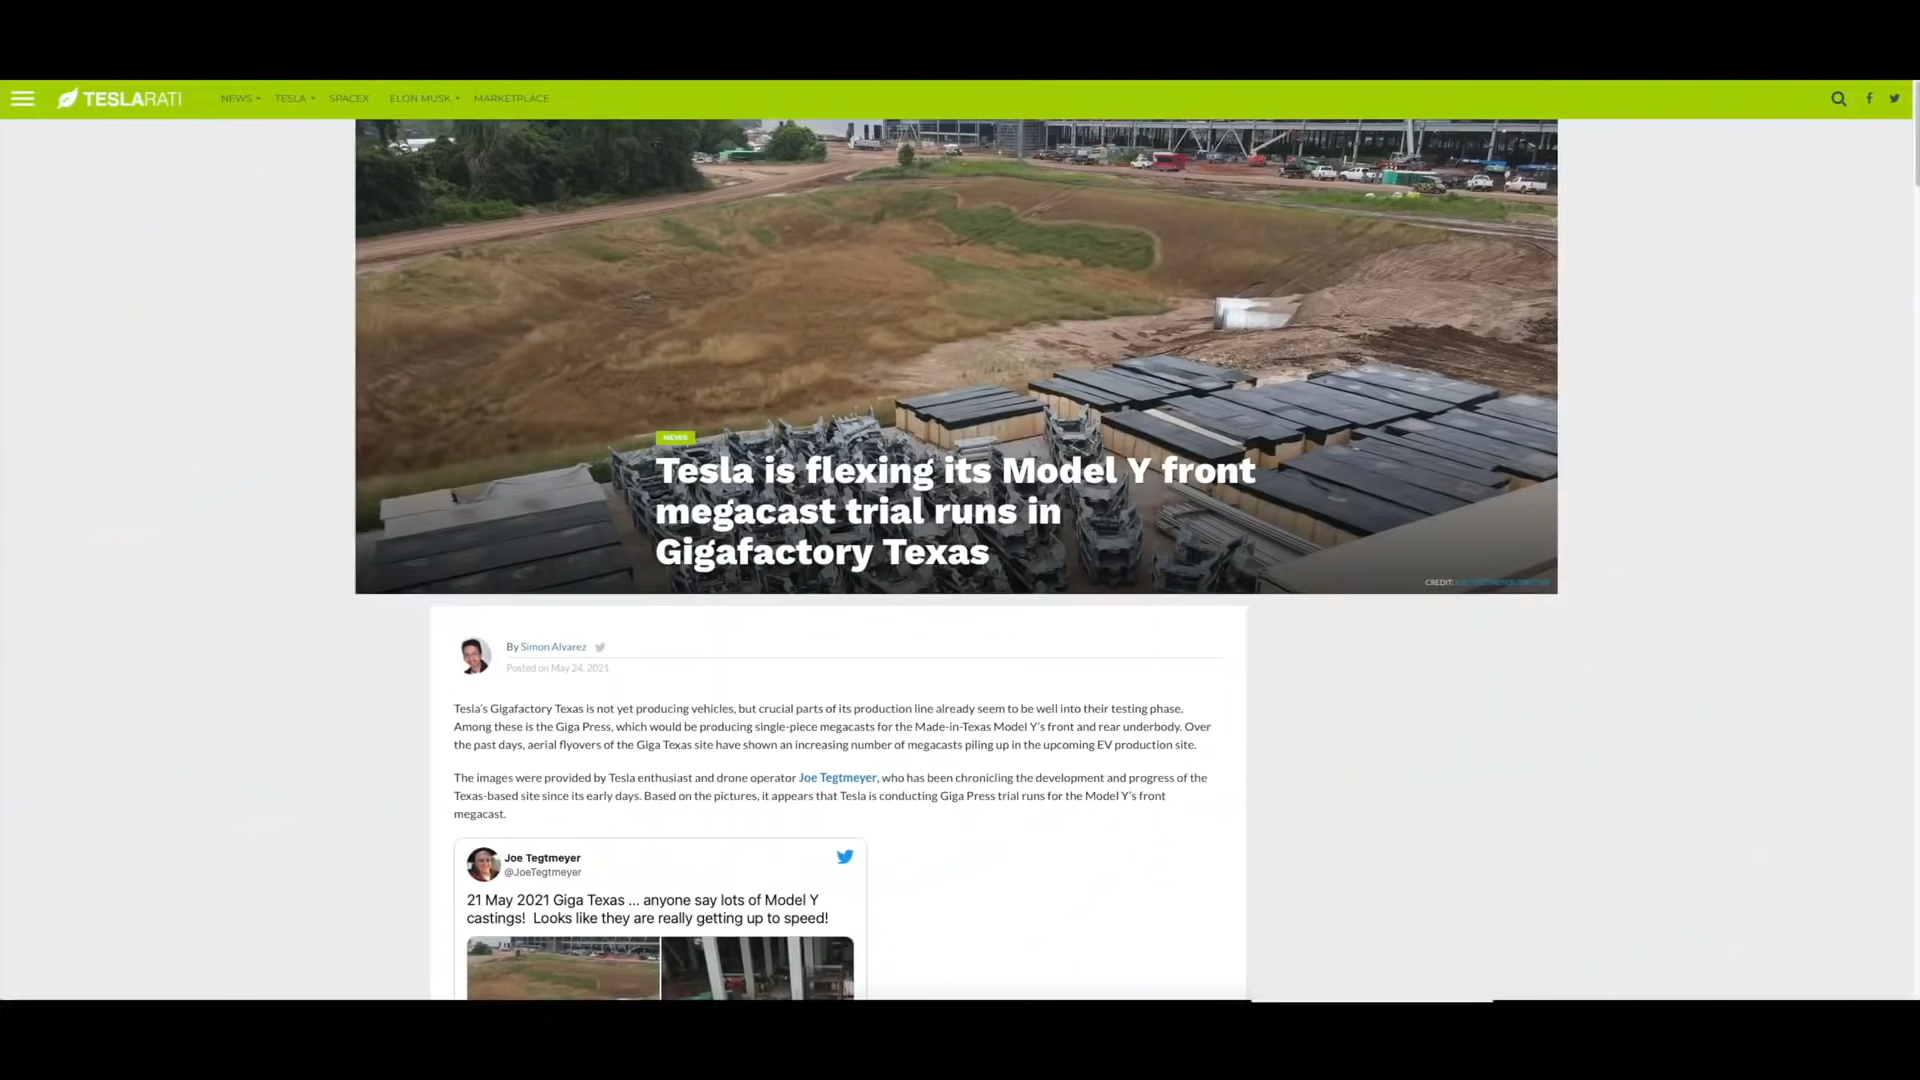 TESLARATI
NEWS TESLA SPACEX ELON MUSK MARKETPLACE
NEWS
Tesla is flexing its Model Y front
megacast trial runs in
Gigafactory Texas
CREDIT:
By Simon Alvarez
Posted on May 24, 2021
Tesla's Gigafactory Texas is not yet producing vehicles, but crucial parts of its production line already seem to be well into their testing phase.
Among these is the Giga Press, which would be producing single-piece megacasts for the Made-in-Texas Model Y's front and rear underbody. Over
the past days, aerial flyovers of the Giga Texas site have shown an increasing number of megacasts piling up in the upcoming EV production site.
The images were provided by Tesla enthusiast and drone operator Joe Tegtmeyer, who has been chronicling the development and progress of the
Texas-based site since its early days. Based on the pictures, it appears that Tesla is conducting Giga Press trial runs for the Model Y's front
megacast.
Joe Tegtmeyer
@JoeTegtmeyer
21 May 2021 Giga Texas ... anyone say lots of Model Y
castings! Looks like they are really getting up to speed!